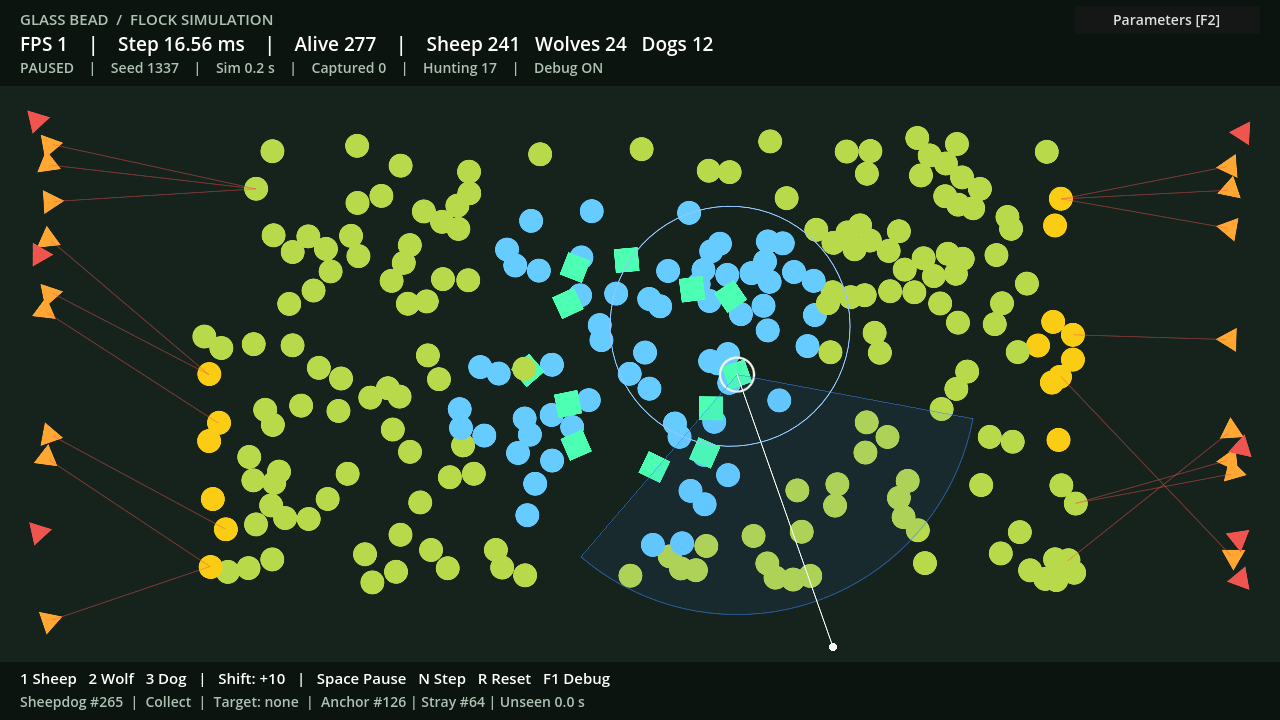 GLASS BEAD / FLOCK SIMULATION
Parameters [F2]
FPS 1 | Step 16.56 ms | Alive 277 | Sheep 241 Wolves 24 Dogs 12
PAUSED | Seed 1337 | Sim 0.2 s | Captured 0 | Hunting 17 | Debug ON
1 Sheep 2 Wolf 3 Dog | Shift: +10 | Space Pause N Step R Reset F1 Debug
Sheepdog #265 | Collect | Target: none | Anchor #126 | Stray #64 | Unseen 0.0 s